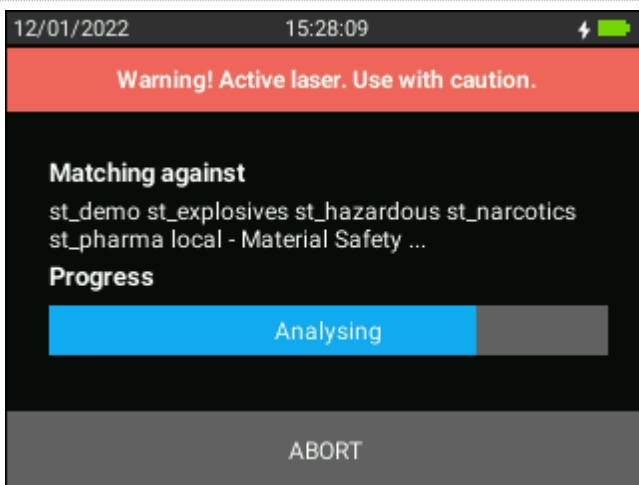 12/01/2022 15:28:09
Warning! Active laser. Use with caution.
Matching against
st_demo st_explosives st_hazardous st_narcotics
st_pharma local - Material Safety ...
Progress
Analysing
ABORT